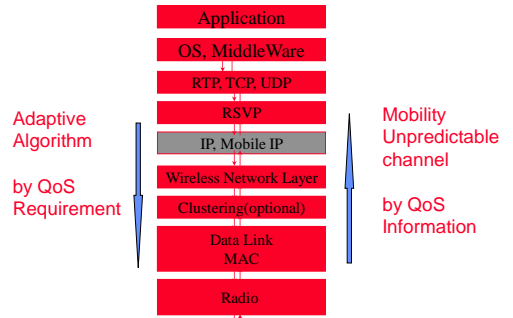 Application
OS, MiddleWare
RTP, TCP, UDP
RSVP
IP, Mobile IP
Wireless Network Layer
Clustering(optional)
Data Link
MAC
Radio
Adaptive
Algorithm
by QoS
Requirement
Mobility
Unpredictable
channel
by QoS
Information